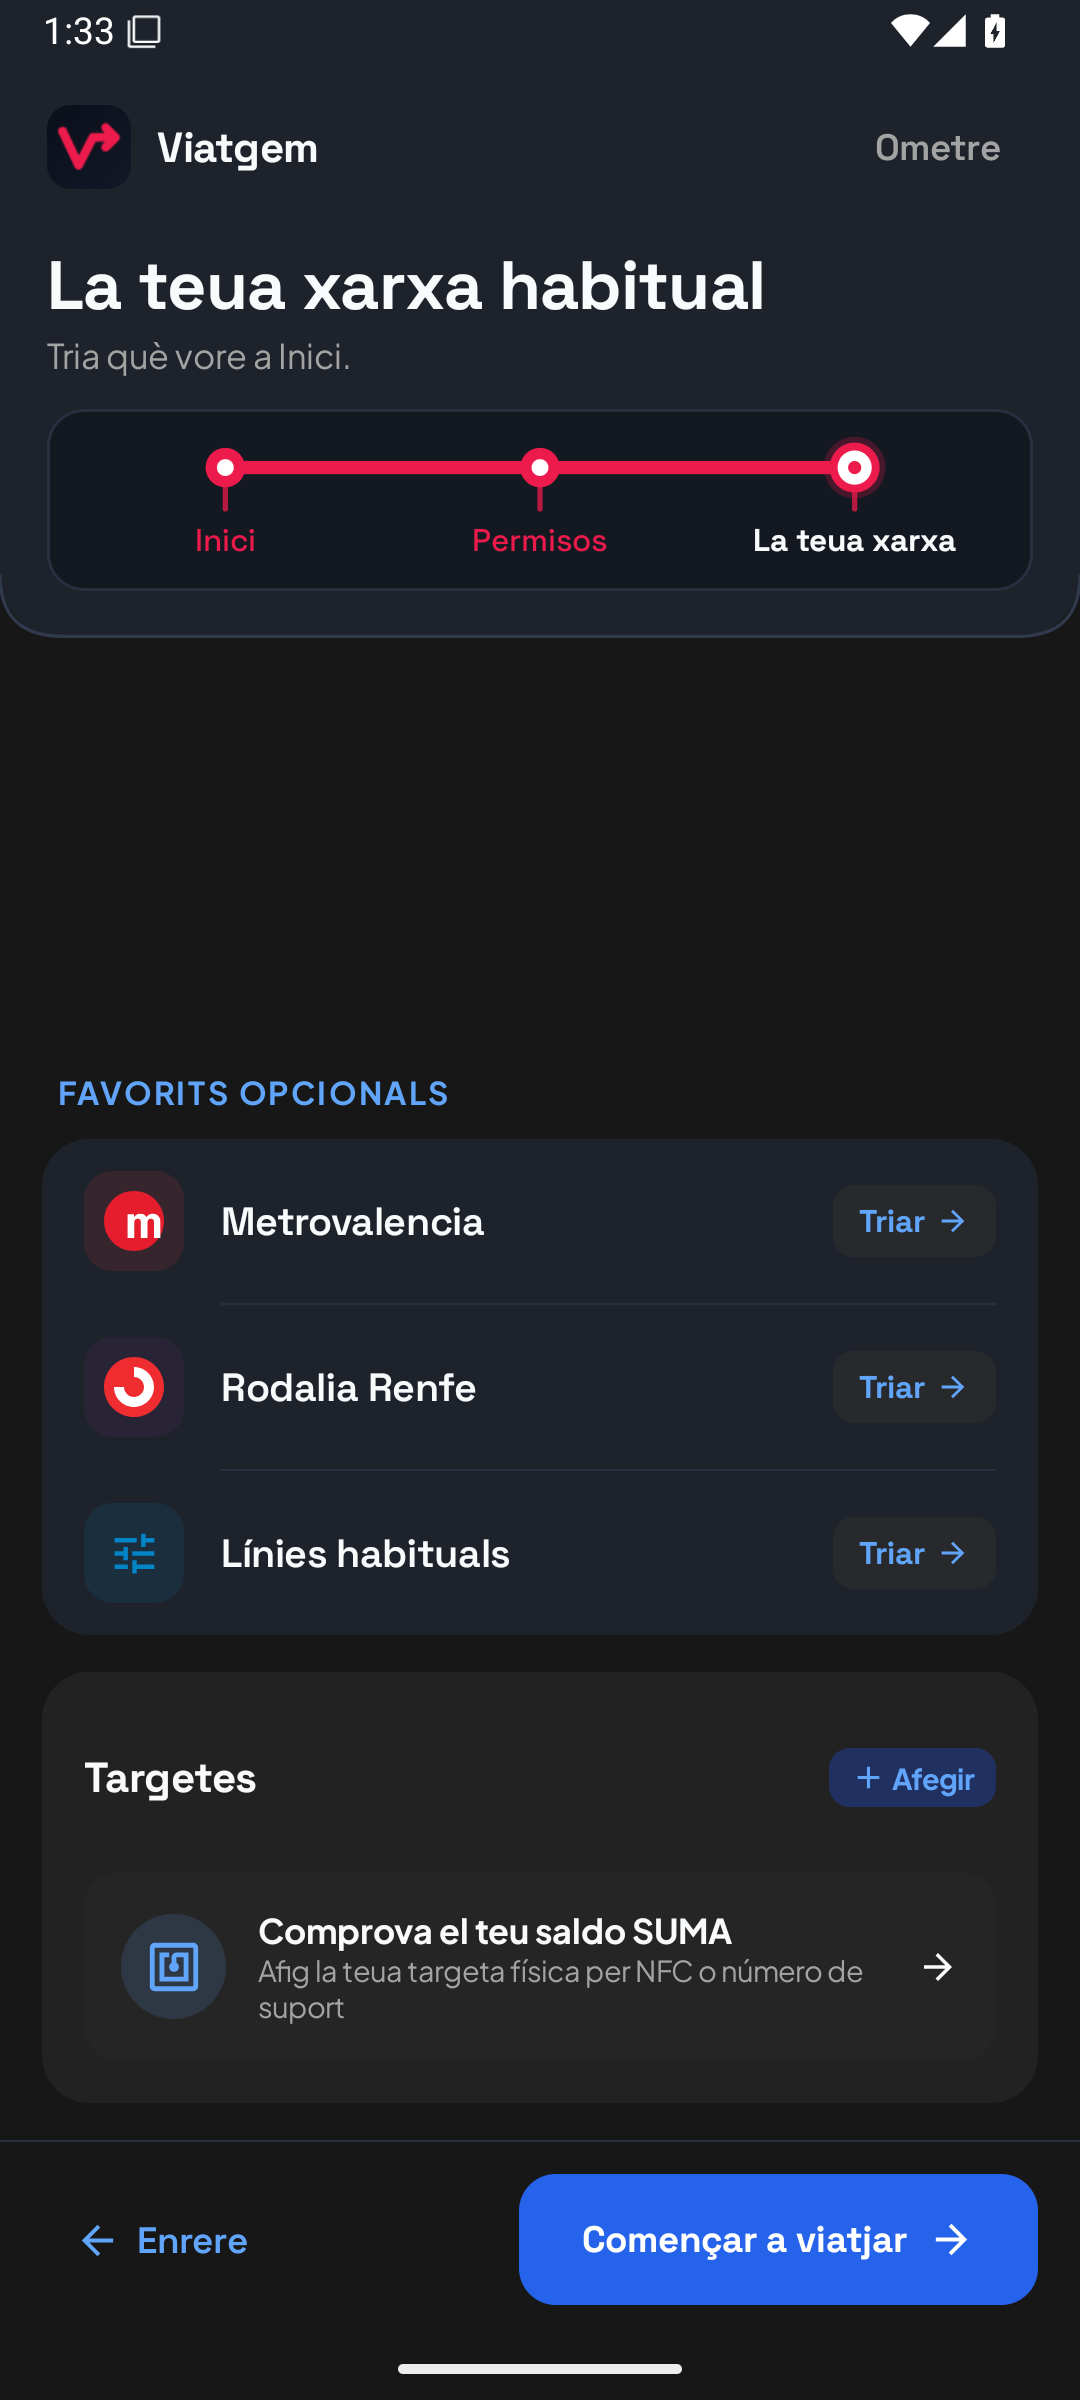 1:33
Viatgem
Ometre
La teua xarxa habitual
Tria què vore a Inici.
Inici
Permisos
La teua xarxa
FAVORITS OPCIONALS
m
Metrovalencia
Triar →
Rodalia Renfe
Triar →
Línies habituals
Triar →
Targetes
+ Afegir
Comprova el teu saldo SUMA
Afig la teua targeta física per NFC o número de
suport
← Enrere
Començar a viatjar →